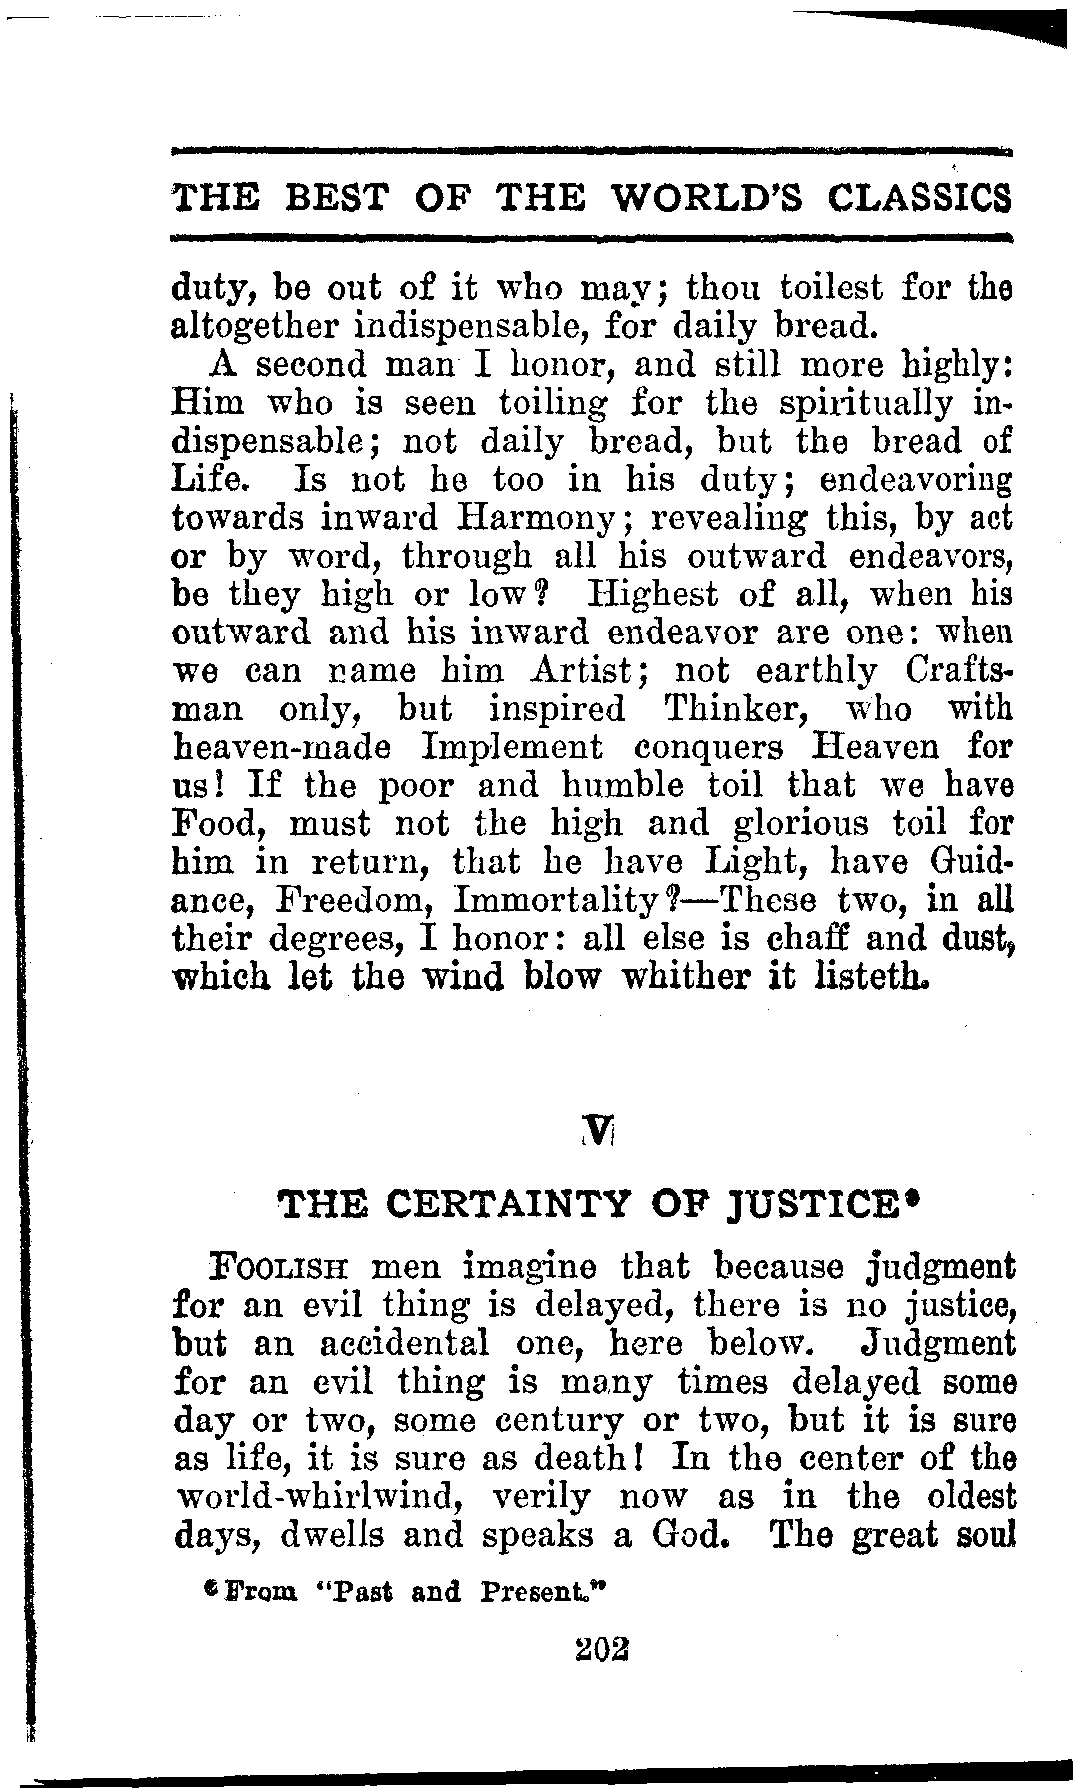 THE BEST OF THE WORLD'S CLASSICS
duty, be out of it who may; thou toilest for the
altogether indispensable, for daily bread.
A second man I honor, and still more highly:
Him who is seen toiling for the spiritually in-
dispensable; not daily bread, but the bread of
Life. Is not he too in his duty; endeavoring
towards inward Harmony; revealing this, by act
or by word, through all his outward endeavors,
be they high or low? Highest of all, when his
outward and his inward endeavor are one: when
we can name him Artist; not earthly Crafts-
man only, but inspired Thinker, who with
heaven-made Implement conquers Heaven for
us! If the poor and humble toil that we have
Food, must not the high and glorious toil for
him in return, that he have Light, have Guid-
ance, Freedom, Immortality?—These two, in all
their degrees, I honor: all else is chaff and dust,
which let the wind blow whither it listeth.
V
THE CERTAINTY OF JUSTICE⁶
FOOLISH men imagine that because judgment
for an evil thing is delayed, there is no justice,
but an accidental one, here below. Judgment
for an evil thing is many times delayed some
day or two, some century or two, but it is sure
as life, it is sure as death! In the center of the
world-whirlwind, verily now as in the oldest
days, dwells and speaks a God. The great soul
⁶ From "Past and Present."
202